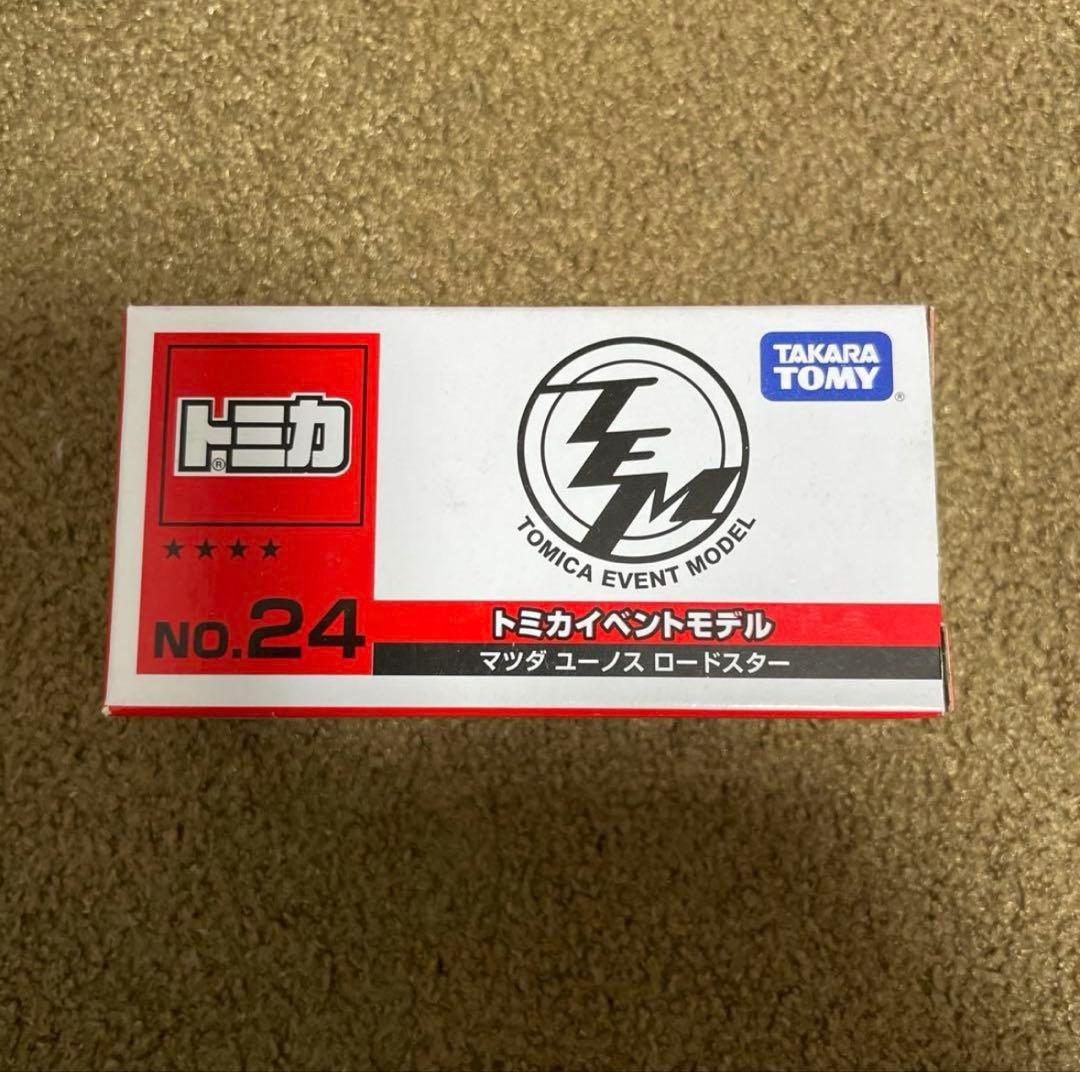 トミカ®
★★★★
NO.24
TEM
TOMICA EVENT MODEL
TAKARA
TOMY®
トミカイベントモデル
マツダ ユーノス ロードスター